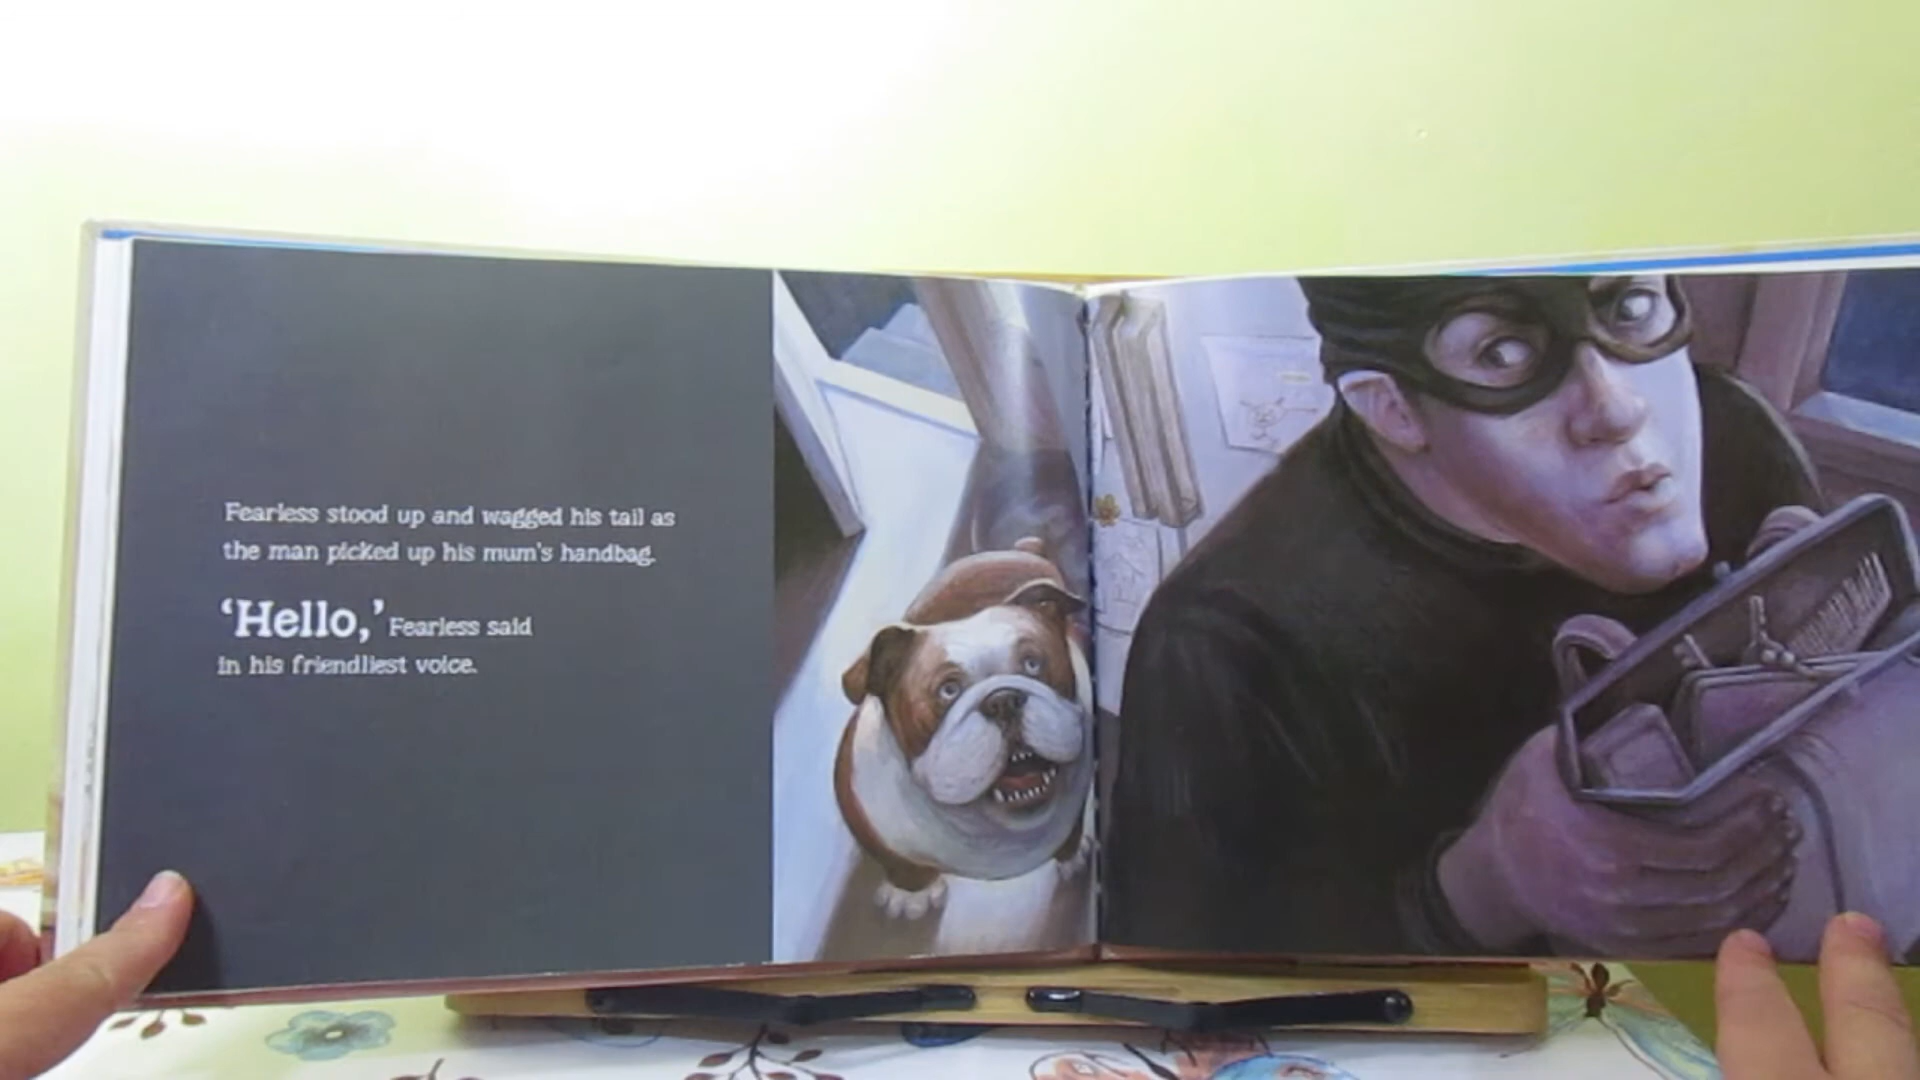 Fearless stood up and wagged his tail as
the man picked up his mum's handbag.
'Hello,' Fearless said
in his friendliest voice.